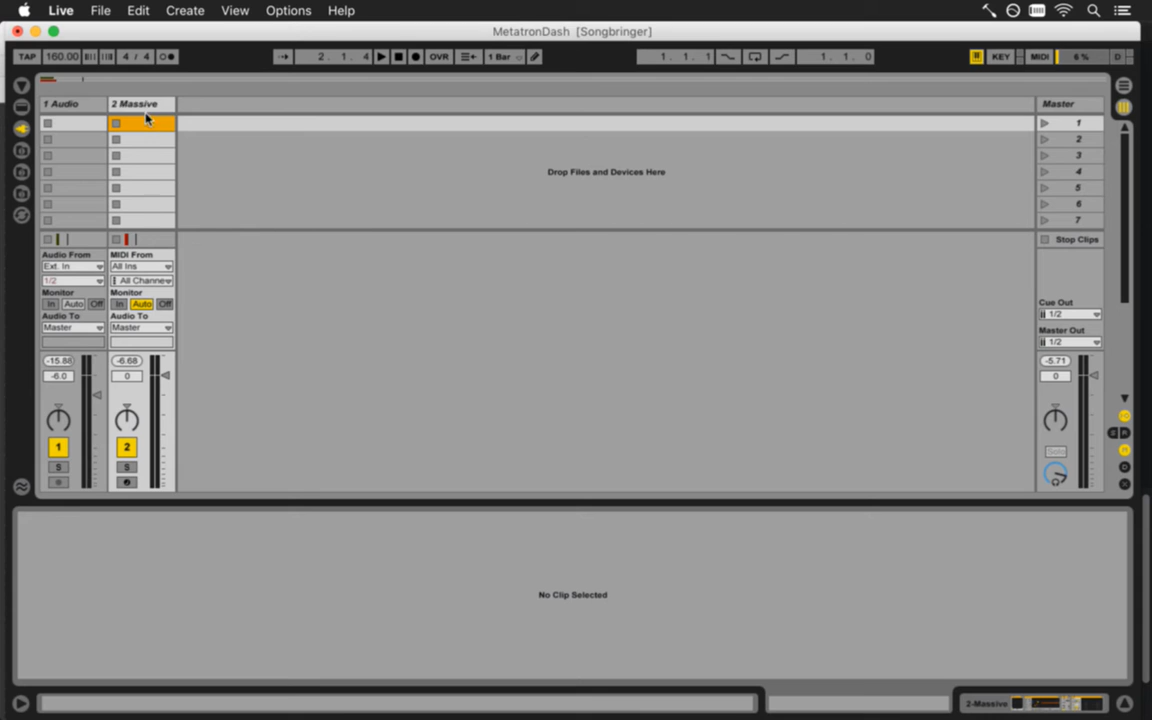 Live File Edit Create View Options Help
MetatronDash [Songbringer]
TAP 160.00 4 / 4 2. 1. 4 OVR 1 Bar 1. 1. 1 1. 1. 0 KEY MIDI 6 % D
1 Audio 2 Massive Master
1
2
Drop Files and Devices Here
3
4
5
6
7
Stop Clips
Audio From MIDI From
Ext. In All Ins
1/2 All Channe
Monitor Monitor
In Auto Off In Auto Off
Audio To Audio To
Master Master
Cue Out
1/2
Master Out
1/2
-15.88 -6.68 -5.71
-6.0 0 0
1 2
S S Solo
No Clip Selected
2-Massive